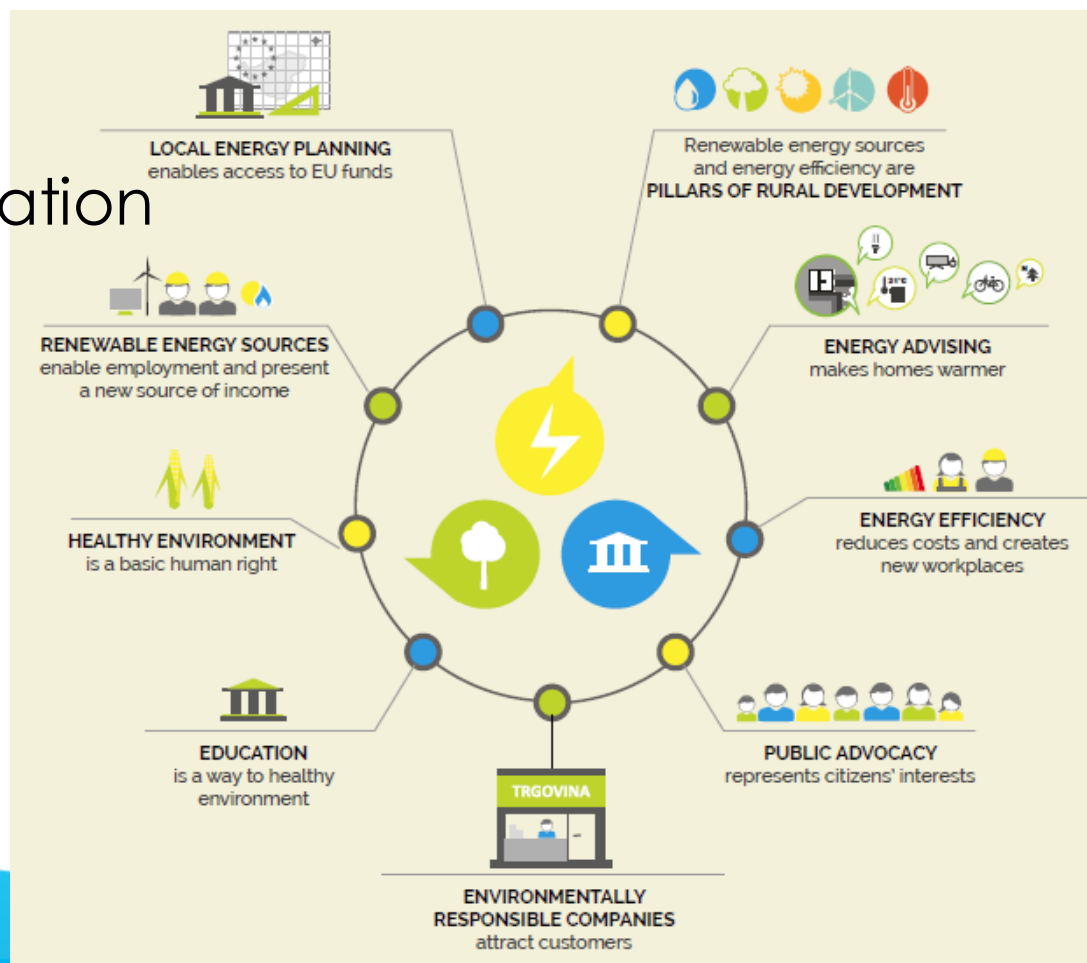 LOCAL ENERGY PLANNING
enables access to EU funds
Renewable energy sources
and energy efficiency are
PILLARS OF RURAL DEVELOPMENT
ation
RENEWABLE ENERGY SOURCES
enable employment and present
a new source of income
ENERGY ADVISING
makes homes warmer
HEALTHY ENVIRONMENT
is a basic human right
ENERGY EFFICIENCY
reduces costs and creates
new workplaces
EDUCATION
is a way to healthy
environment
PUBLIC ADVOCACY
represents citizens' interests
TRGOVINA
ENVIRONMENTALLY
RESPONSIBLE COMPANIES
attract customers